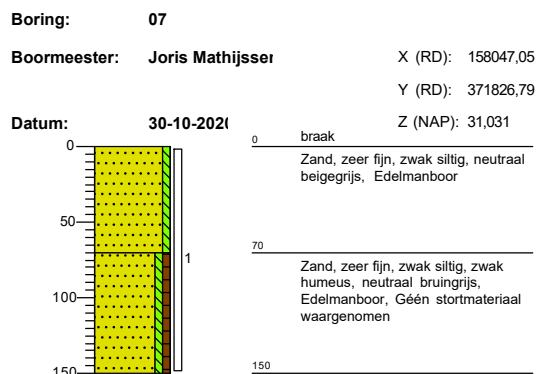 Boring: 07
Boormeester: Joris Mathijsser
X (RD): 158047,05
Y (RD): 371826,79
Datum: 30-10-2020
Z (NAP): 31,031
0
0
braak
Zand, zeer fijn, zwak siltig, neutraal
beigegrijs, Edelmanboor
50
70
1
Zand, zeer fijn, zwak siltig, zwak
humeus, neutraal bruingrijs,
Edelmanboor, Géén stortmateriaal
waargenomen
100
150
150